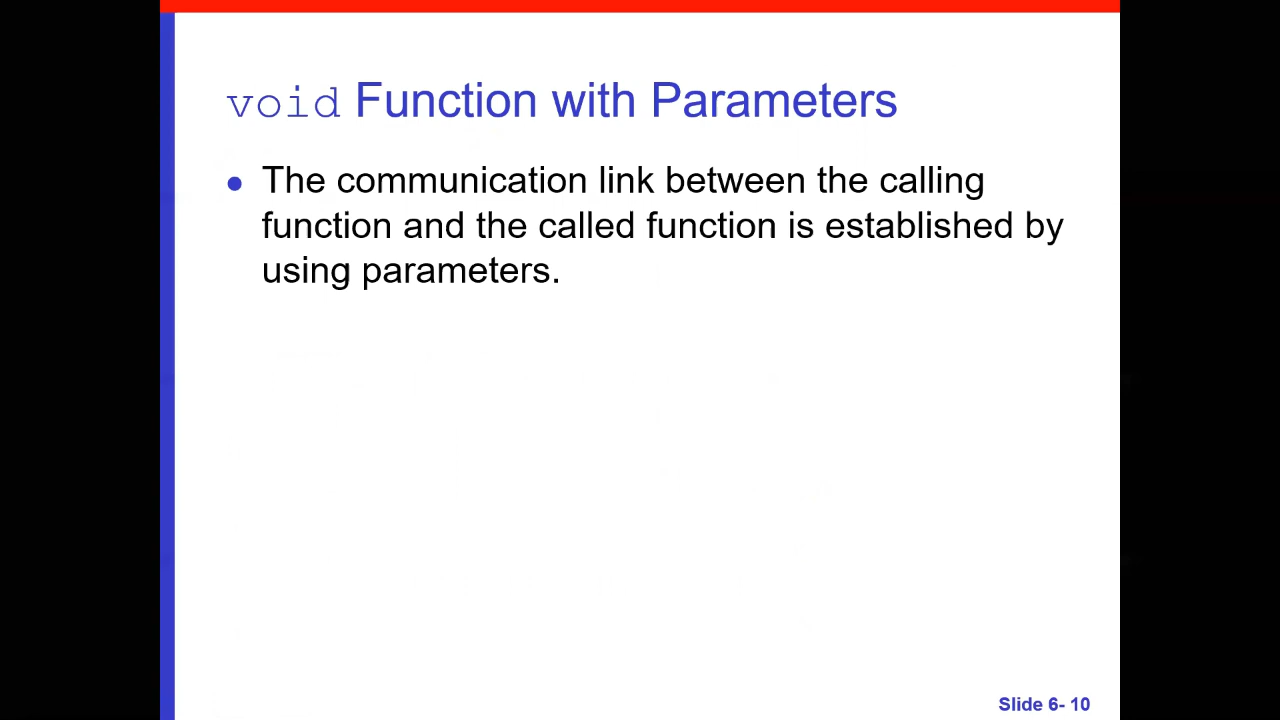 void Function with Parameters
● The communication link between the calling
function and the called function is established by
using parameters.
Slide 6- 10